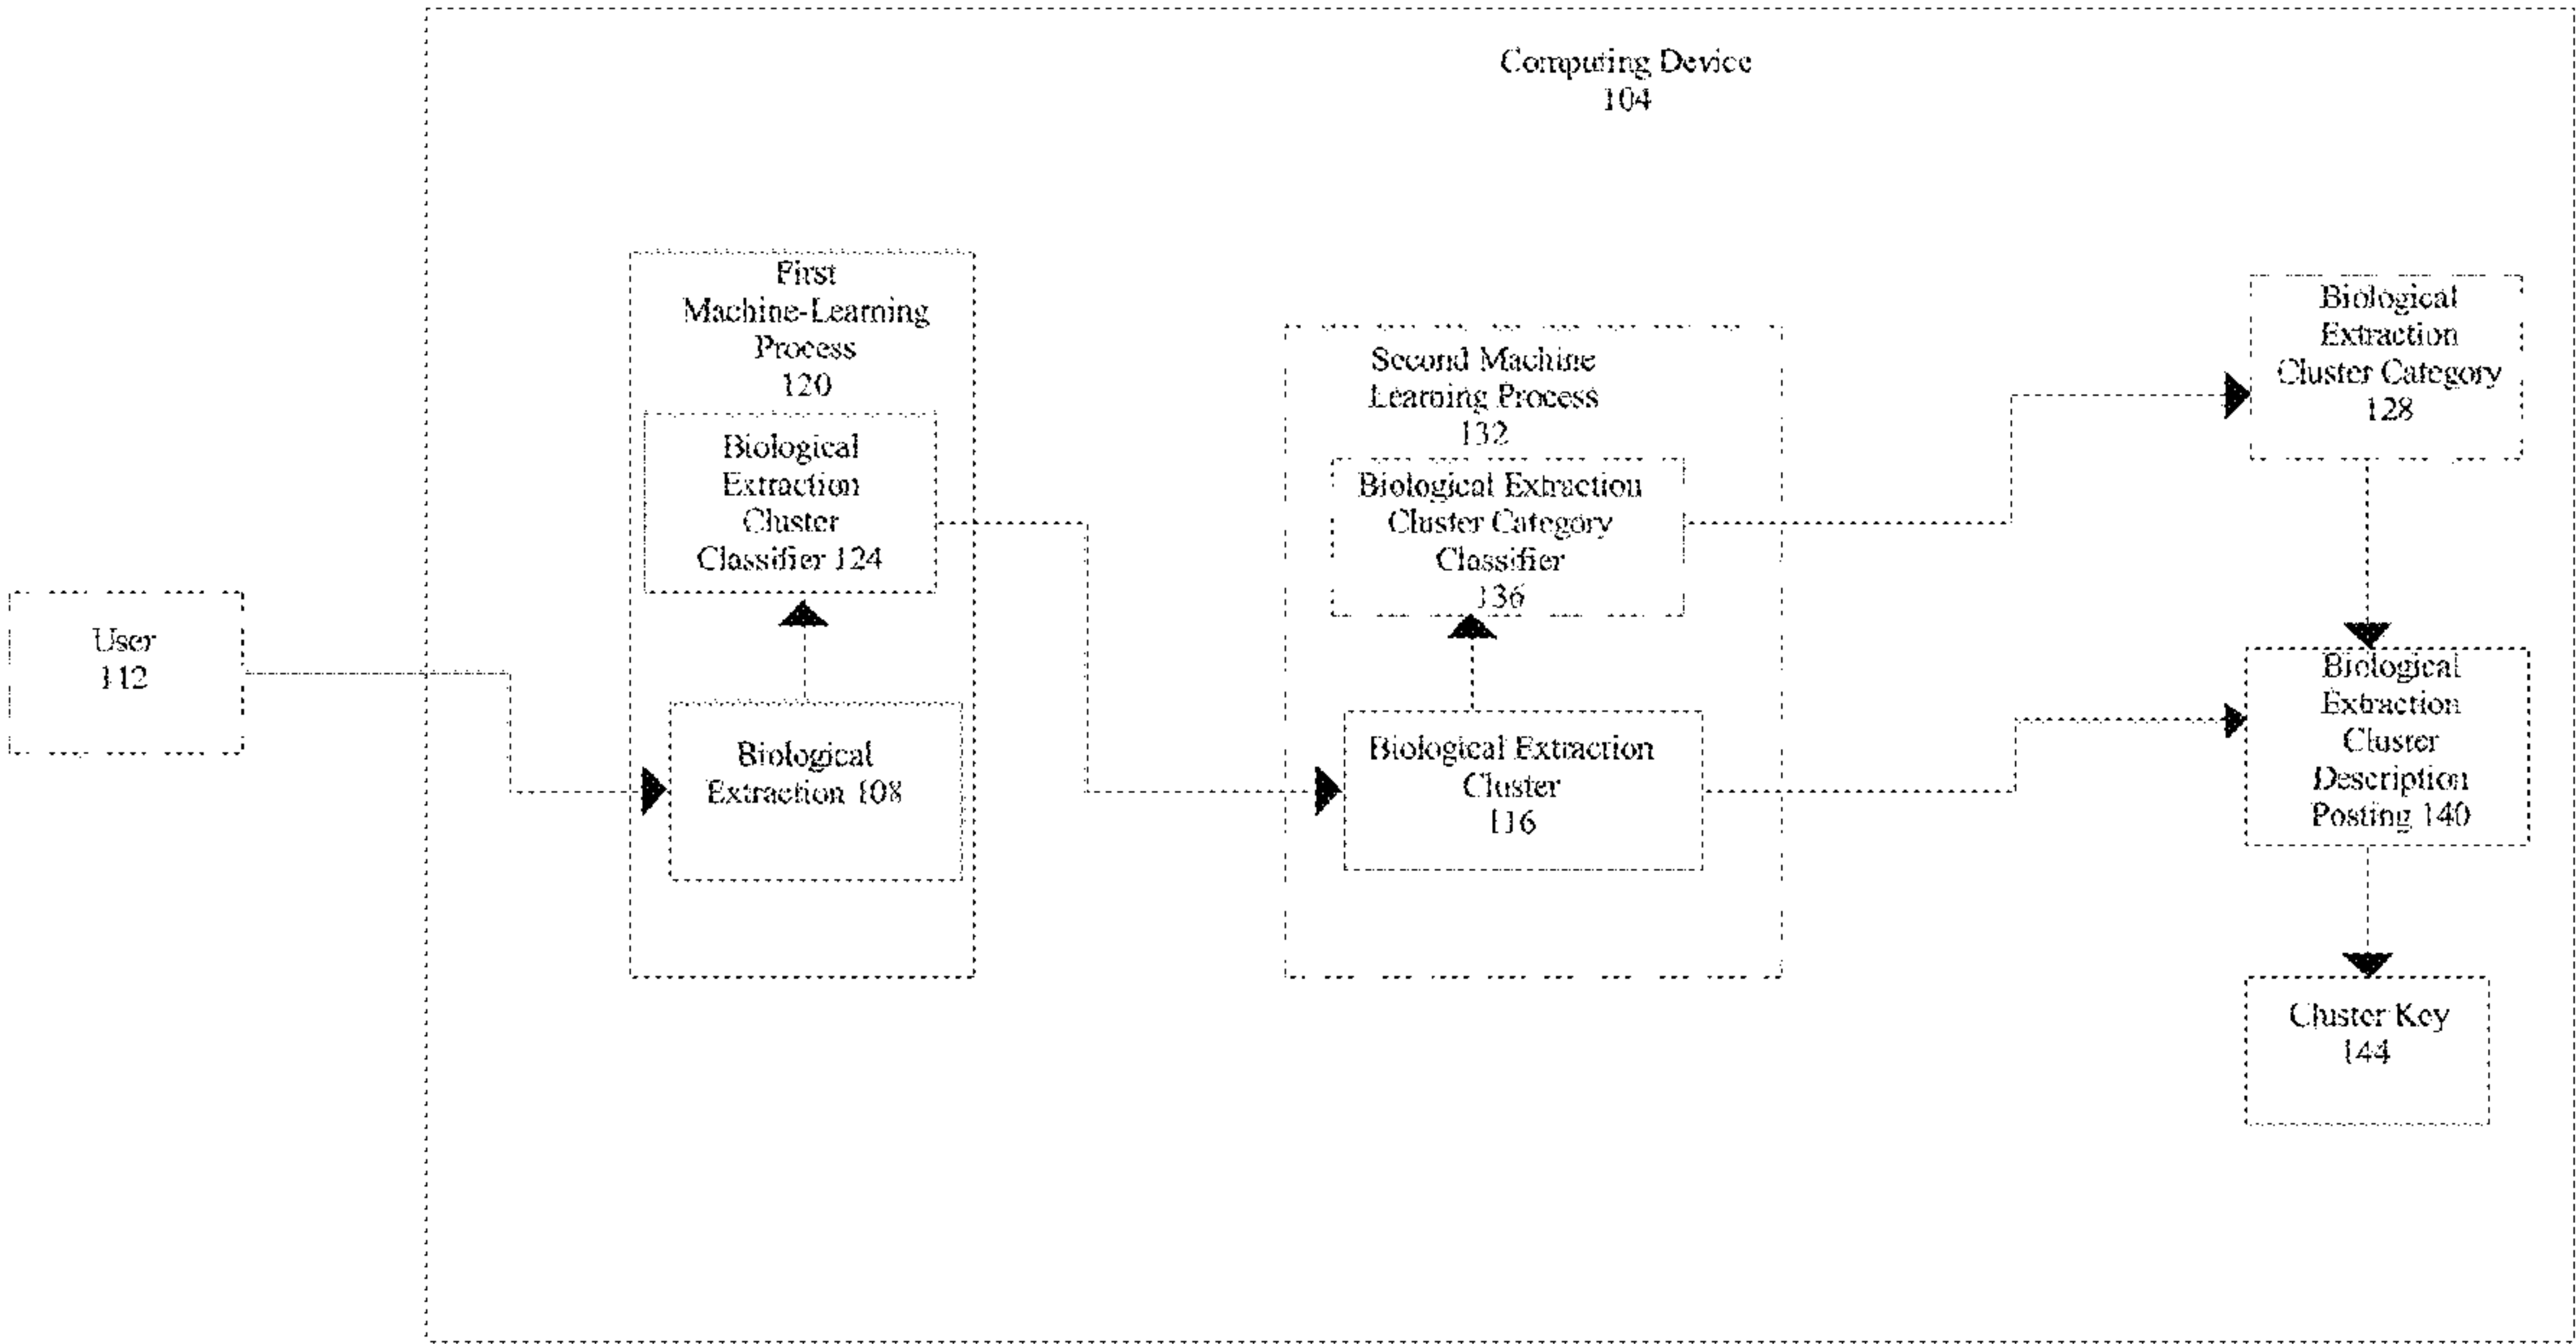 Computing Device
104
First
Machine-Learning
Process
120
Biological
Extraction
Cluster
Classifier 124
Biological
Extraction 108
User
112
Second Machine
Learning Process
132
Biological Extraction
Cluster Category
Classifier
136
Biological Extraction
Cluster
116
Biological
Extraction
Cluster Category
128
Biological
Extraction
Cluster
Description
Posting 140
Cluster Key
144